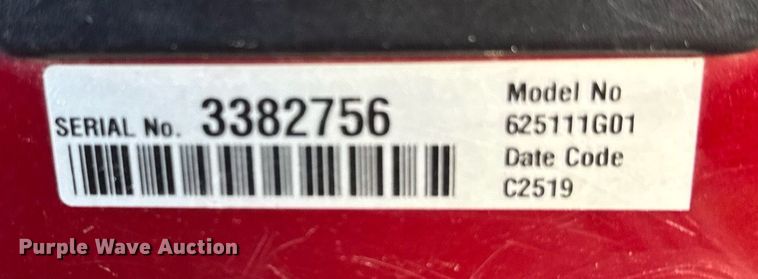 SERIAL No. 3382756
Model No
625111G01
Date Code
C2519
Purple Wave Auction